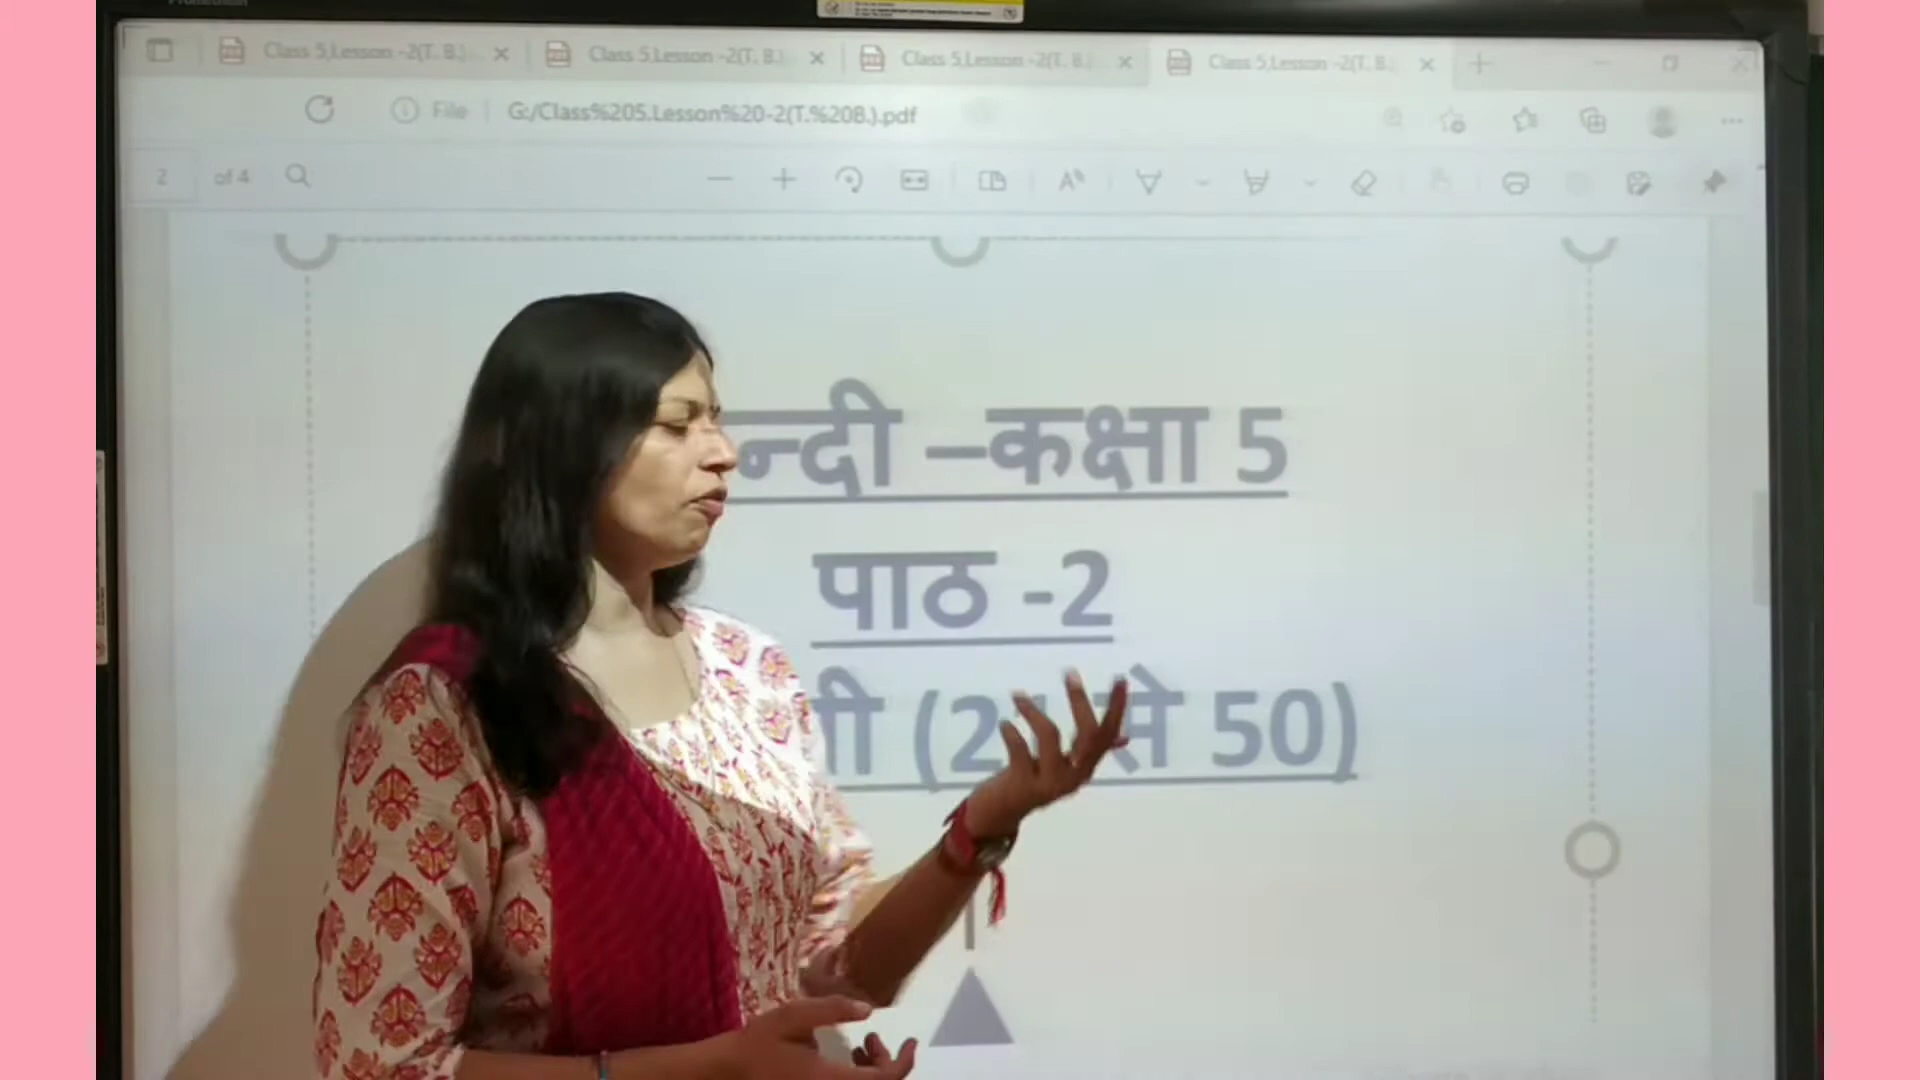 Promethean
Class 5,Lesson -2(T. B.) Class 5,Lesson -2(T. B.) Class 5,Lesson -2(T. B. Class 5,Lesson -2(T. B.
File G:/Class%205,Lesson%20-2(T.%20B.).pdf
2 of 4
न्दी –कक्षा 5
पाठ -2
से 50)